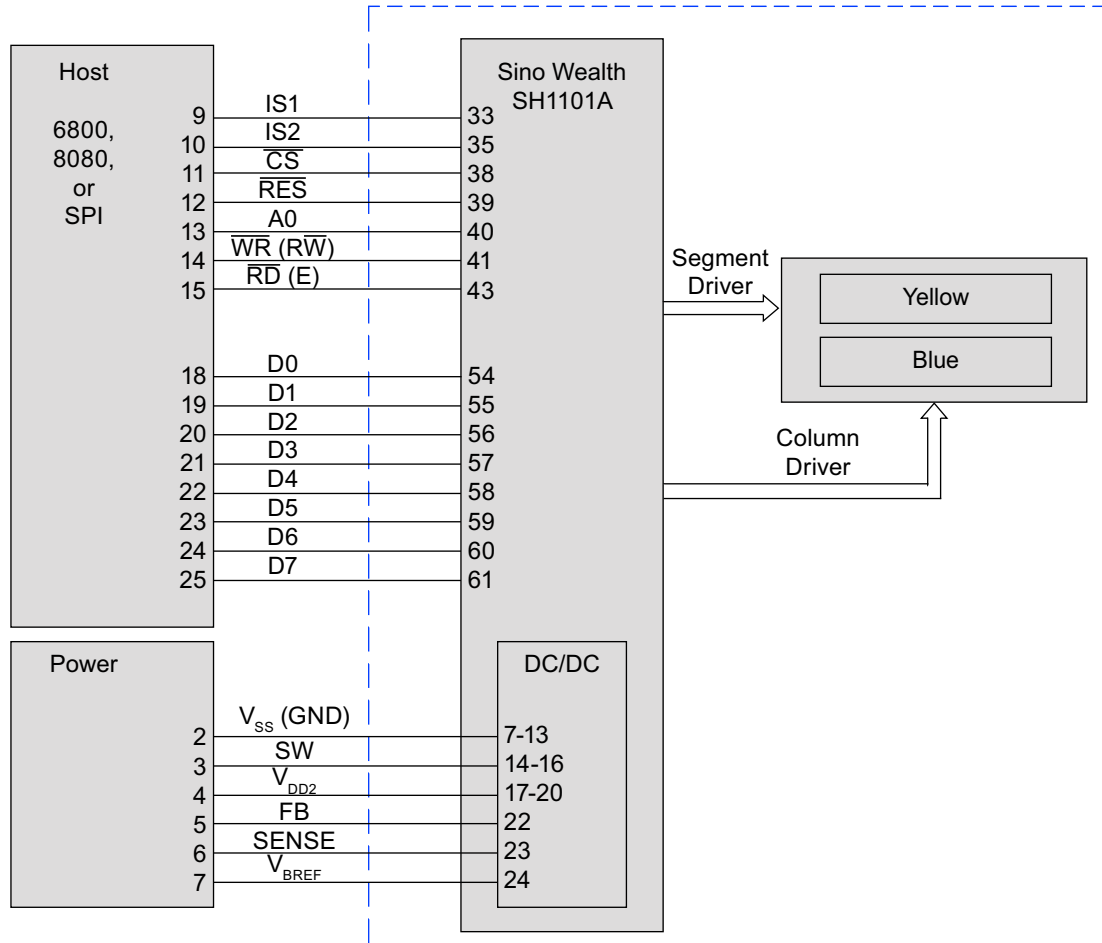 Host
6800,
8080,
or
SPI
Sino Wealth
SH1101A
9 IS1 33
10 IS2 35
11 C̅S̅ 38
12 R̅E̅S̅ 39
13 A0 40
14 W̅R̅ (RW̅) 41
15 R̅D̅ (E) 43
18 D0 54
19 D1 55
20 D2 56
21 D3 57
22 D4 58
23 D5 59
24 D6 60
25 D7 61
Segment
Driver
Yellow
Blue
Column
Driver
Power
DC/DC
2 VSS (GND) 7-13
3 SW 14-16
4 VDD2 17-20
5 FB 22
6 SENSE 23
7 VBREF 24